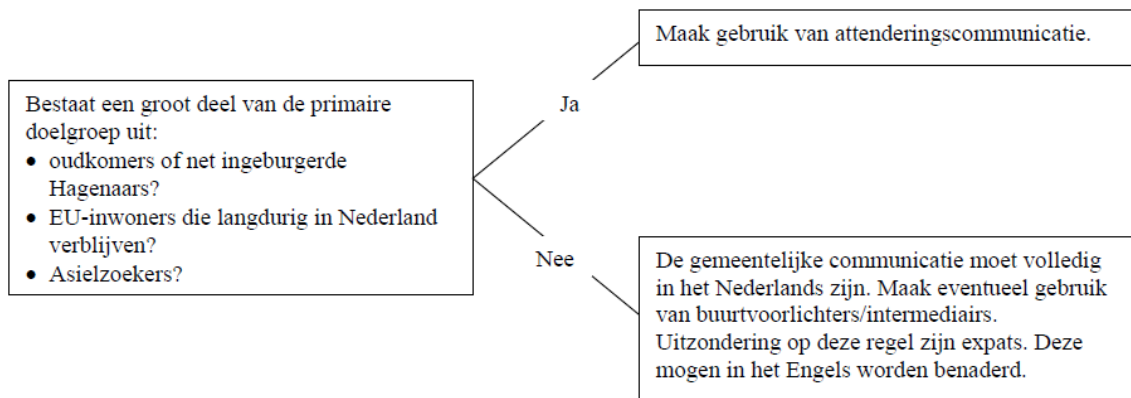 Maak gebruik van attenderingscommunicatie.
Bestaat een groot deel van de primaire
doelgroep uit:
• oudkomers of net ingeburgerde
Hagenaars?
• EU-inwoners die langdurig in Nederland
verblijven?
• Asielzoekers?
Ja
Nee
De gemeentelijke communicatie moet volledig
in het Nederlands zijn. Maak eventueel gebruik
van buurtvoorlichters/intermediairs.
Uitzondering op deze regel zijn expats. Deze
mogen in het Engels worden benaderd.